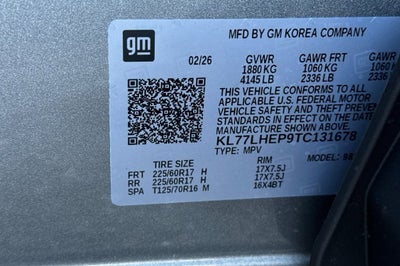 gm
MFD BY GM KOREA COMPANY
02/26 GVWR GAWR FRT GAWR
1880 KG 1060 KG 1060
4145 LB 2336 LB 2336
THIS VEHICLE CONFORMS TO ALL
APPLICABLE U.S. FEDERAL MOTOR
VEHICLE SAFETY AND THEFT PREVEN
STANDARDS IN EFFECT ON THE DATE
OF MANUFACTURE SHOWN ABOVE.
KL77LHEP9TC131678
TYPE: MPV MODEL:
TIRE SIZE RIM
FRT 225/60R17 H 17X7.5J
RR 225/60R17 H 17X7.5J
SPA T125/70R16 M 16X4BT